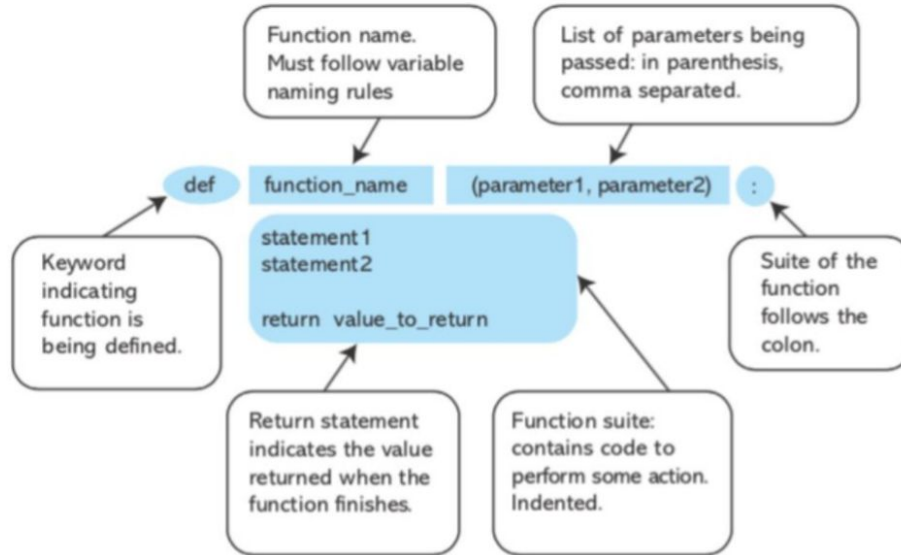 Function name.
Must follow variable
naming rules
List of parameters being
passed: in parenthesis,
comma separated.
def function_name (parameter1, parameter2) :
statement1
statement2
return value_to_return
Keyword
indicating
function is
being defined.
Suite of the
function
follows the
colon.
Return statement
indicates the value
returned when the
function finishes.
Function suite:
contains code to
perform some action.
Indented.